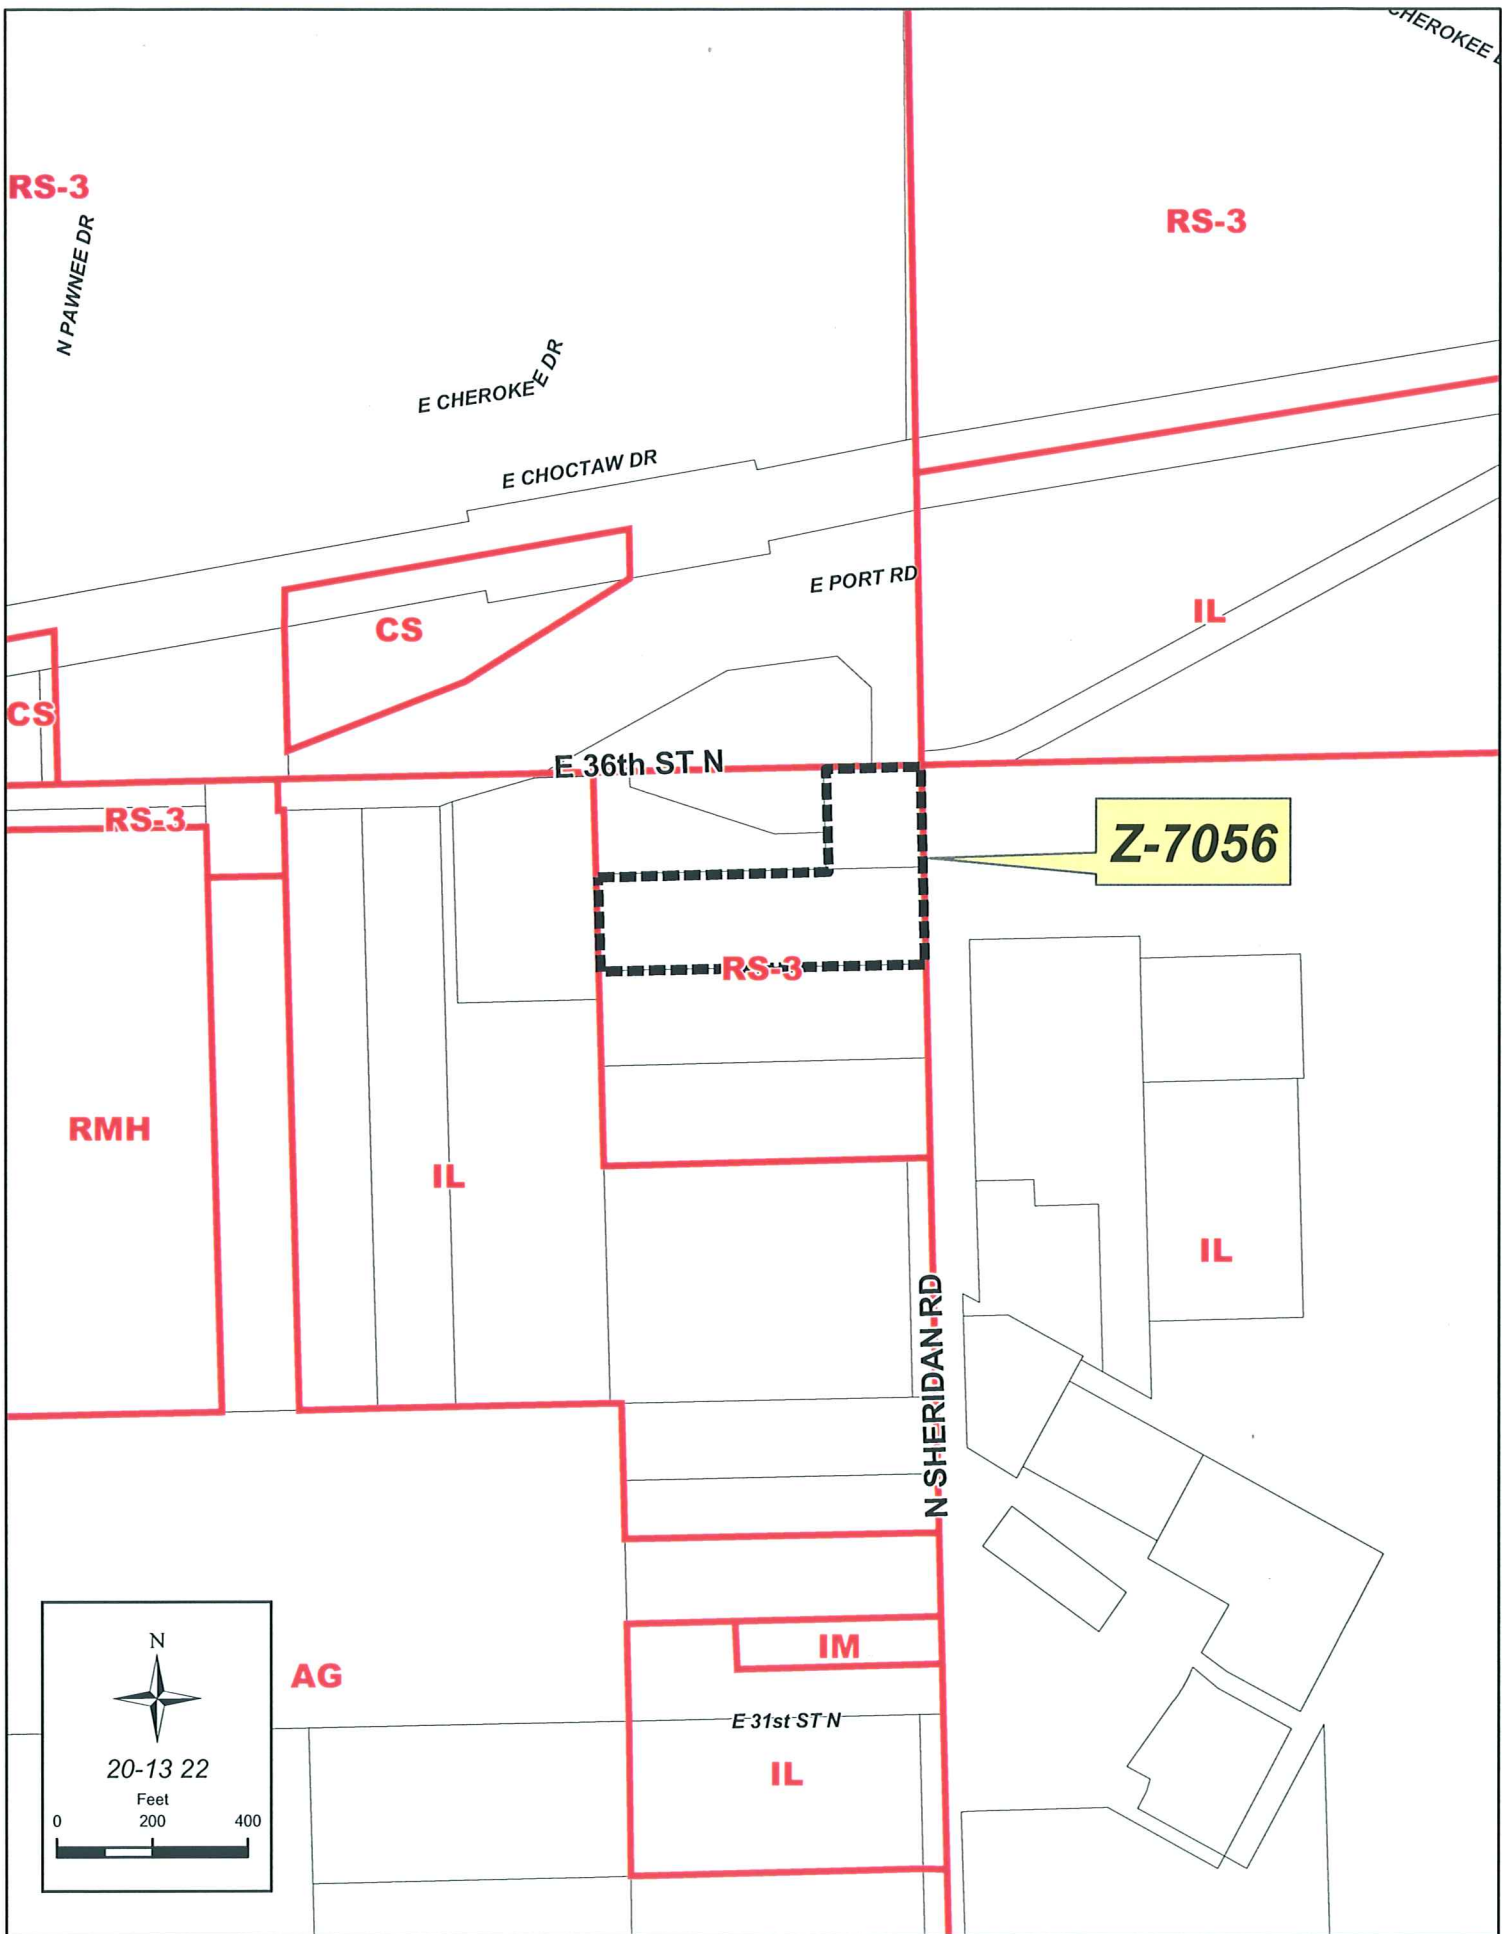 CHEROKEE
RS-3
RS-3
N PAWNEE DR
E CHEROKEE DR
E CHOCTAW DR
E PORT RD
IL
CS
CS
E 36th ST N
RS-3
Z-7056
RS-3
RMH
IL
IL
N SHERIDAN RD
IM
AG
E 31st ST N
IL
N
20-13 22
Feet
0 200 400